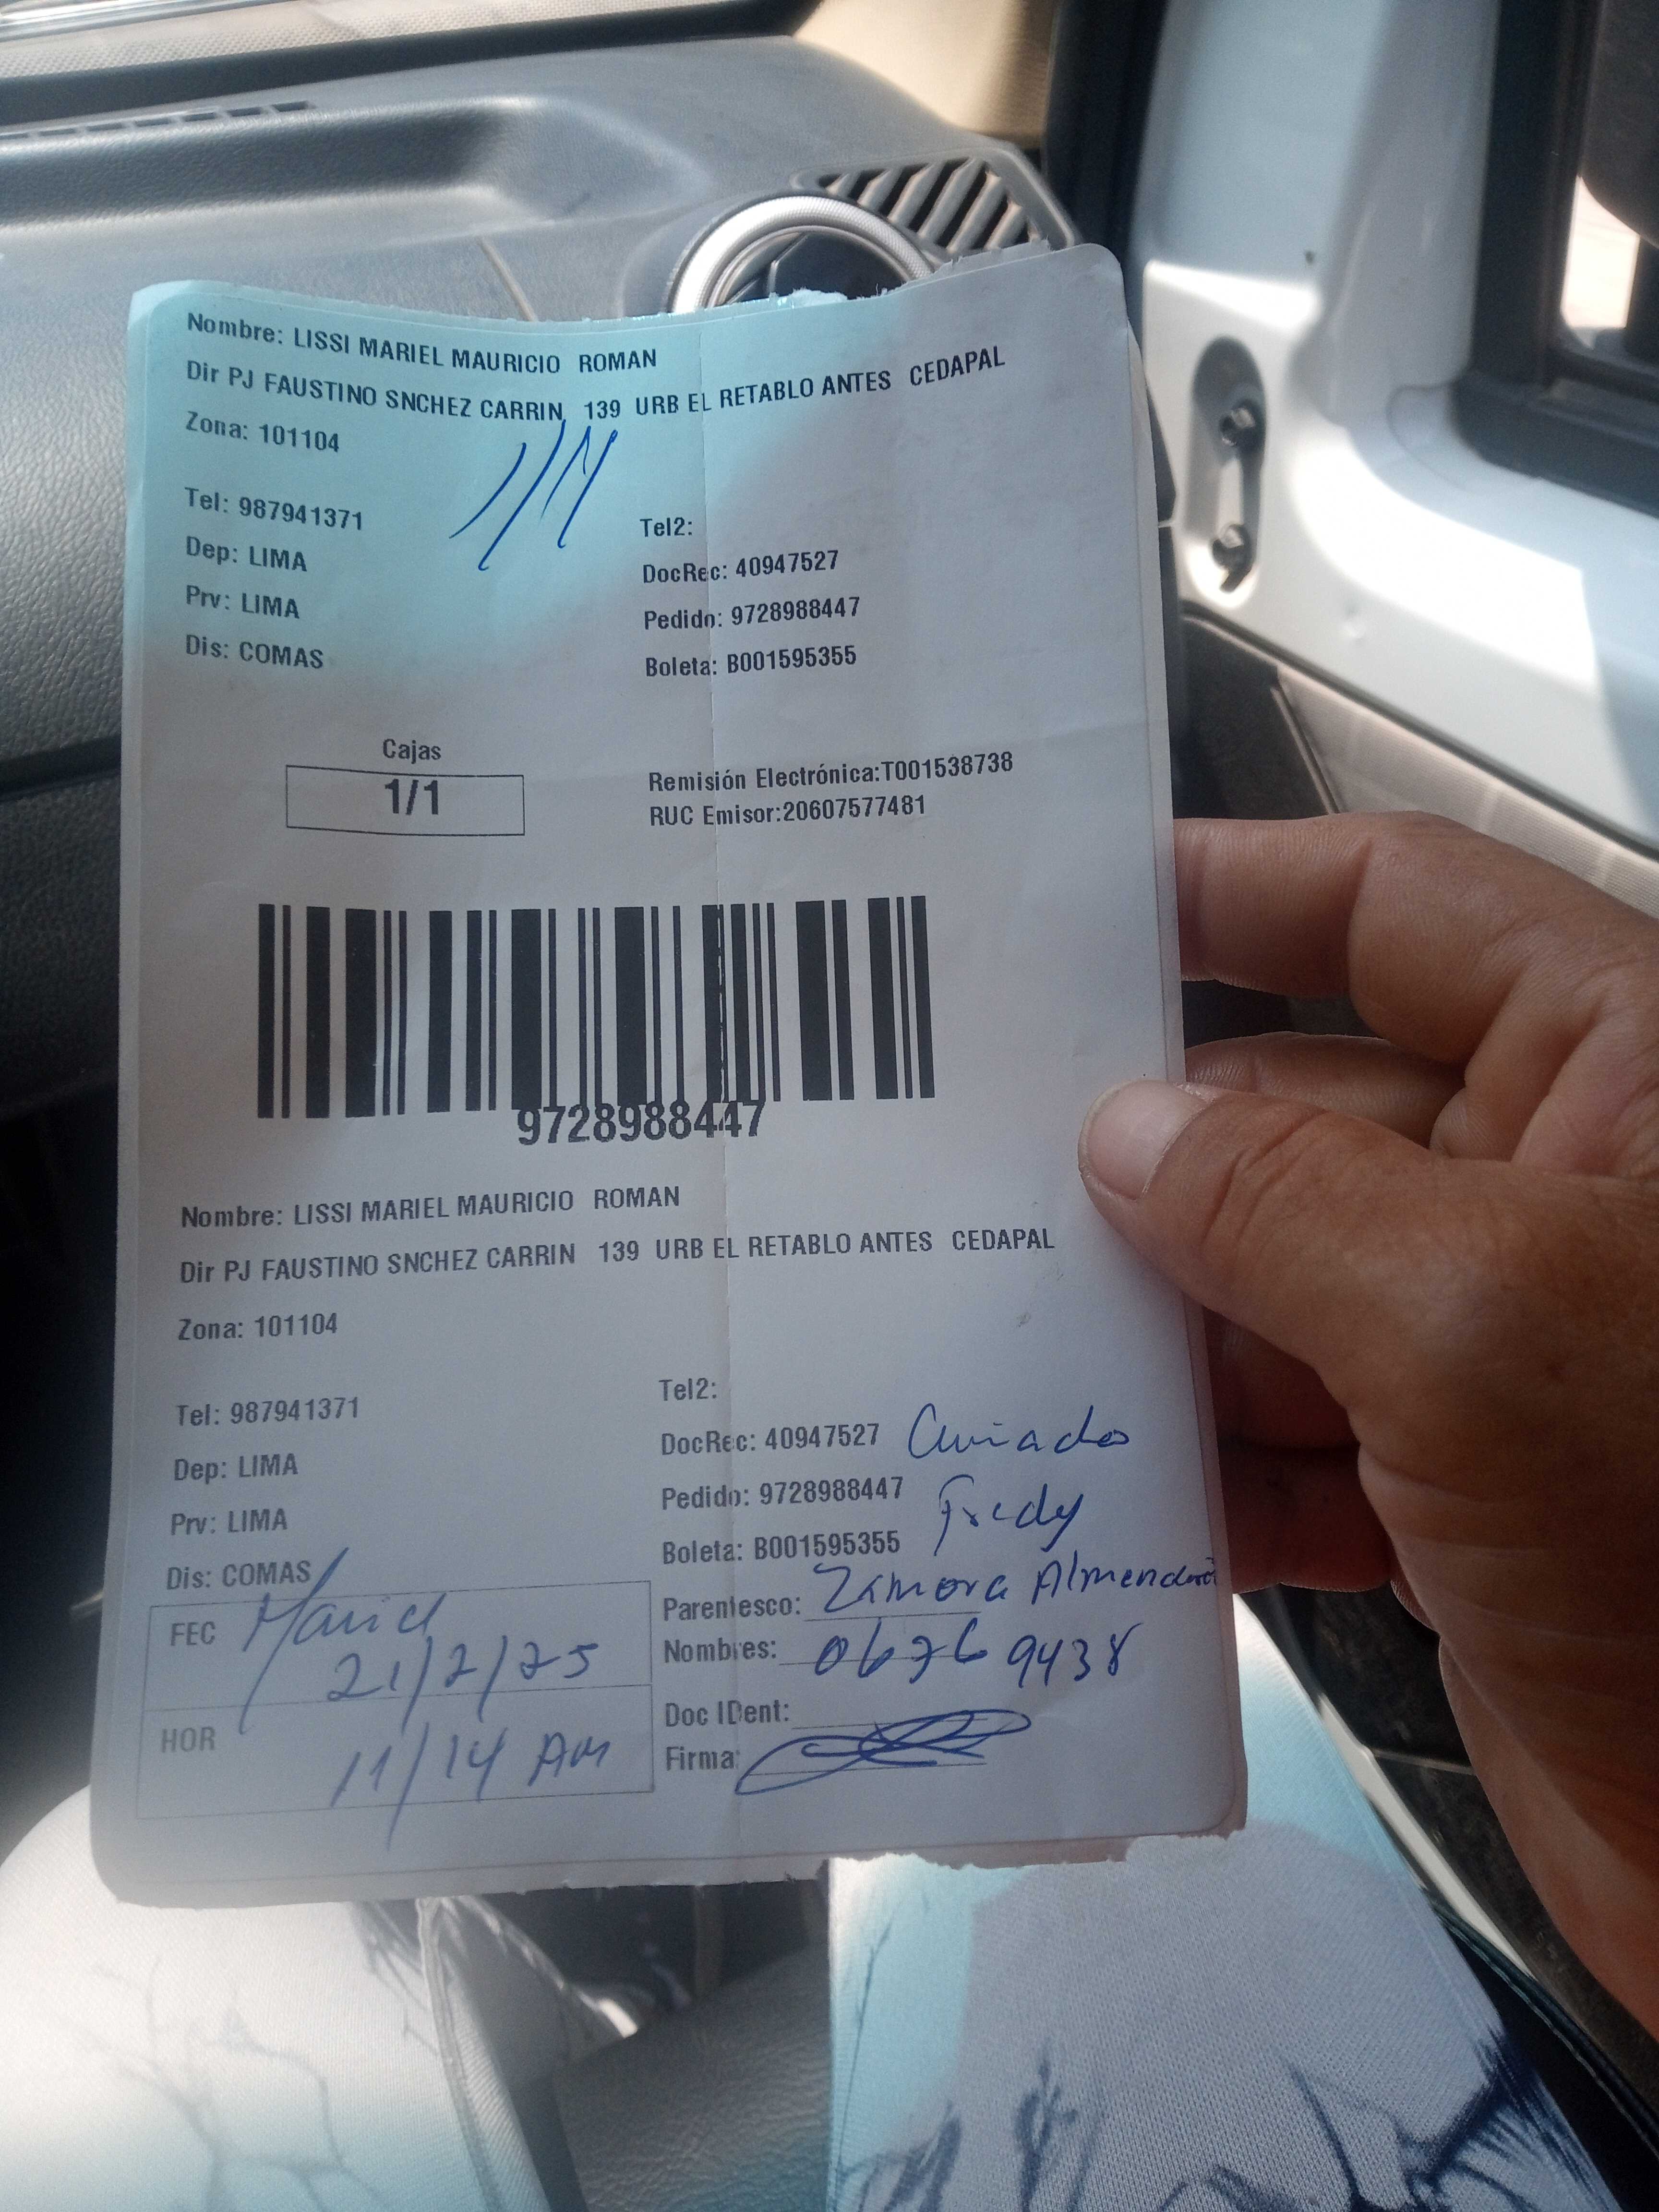 Nombre: LISSI MARIEL MAURICIO ROMAN
Dir PJ FAUSTINO SNCHEZ CARRIN 139 URB EL RETABLO ANTES CEDAPAL
Zona: 101104
Tel: 987941371
Tel2:
Dep: LIMA
DocRec: 40947527
Prv: LIMA
Pedido: 9728988447
Dis: COMAS
Boleta: B001595355
Cajas
1/1
Remisión Electrónica:T001538738
RUC Emisor:20607577481
9728988447
Nombre: LISSI MARIEL MAURICIO ROMAN
Dir PJ FAUSTINO SNCHEZ CARRIN 139 URB EL RETABLO ANTES CEDAPAL
Zona: 101104
Tel: 987941371
Tel2:
Dep: LIMA
DocRec: 40947527
Prv: LIMA
Pedido: 9728988447 Fredy
Dis: COMAS
Boleta: B001595355
Parentesco: Zamora
FEC 21/2/25
Nombres:
HOR 11/14 AM
Doc IDent:
Firma: